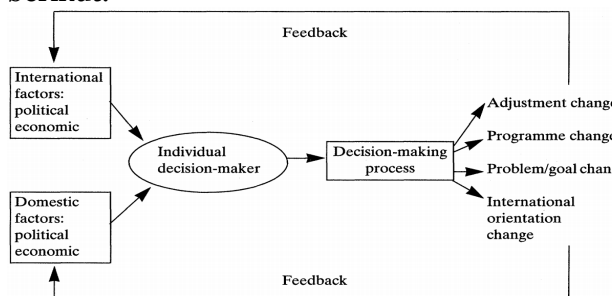 Feedback
International
factors:
political
economic
Individual
decision-maker
Decision-making
process
Adjustment change
Programme change
Problem/goal chan
International
orientation
change
Domestic
factors:
political
economic
Feedback